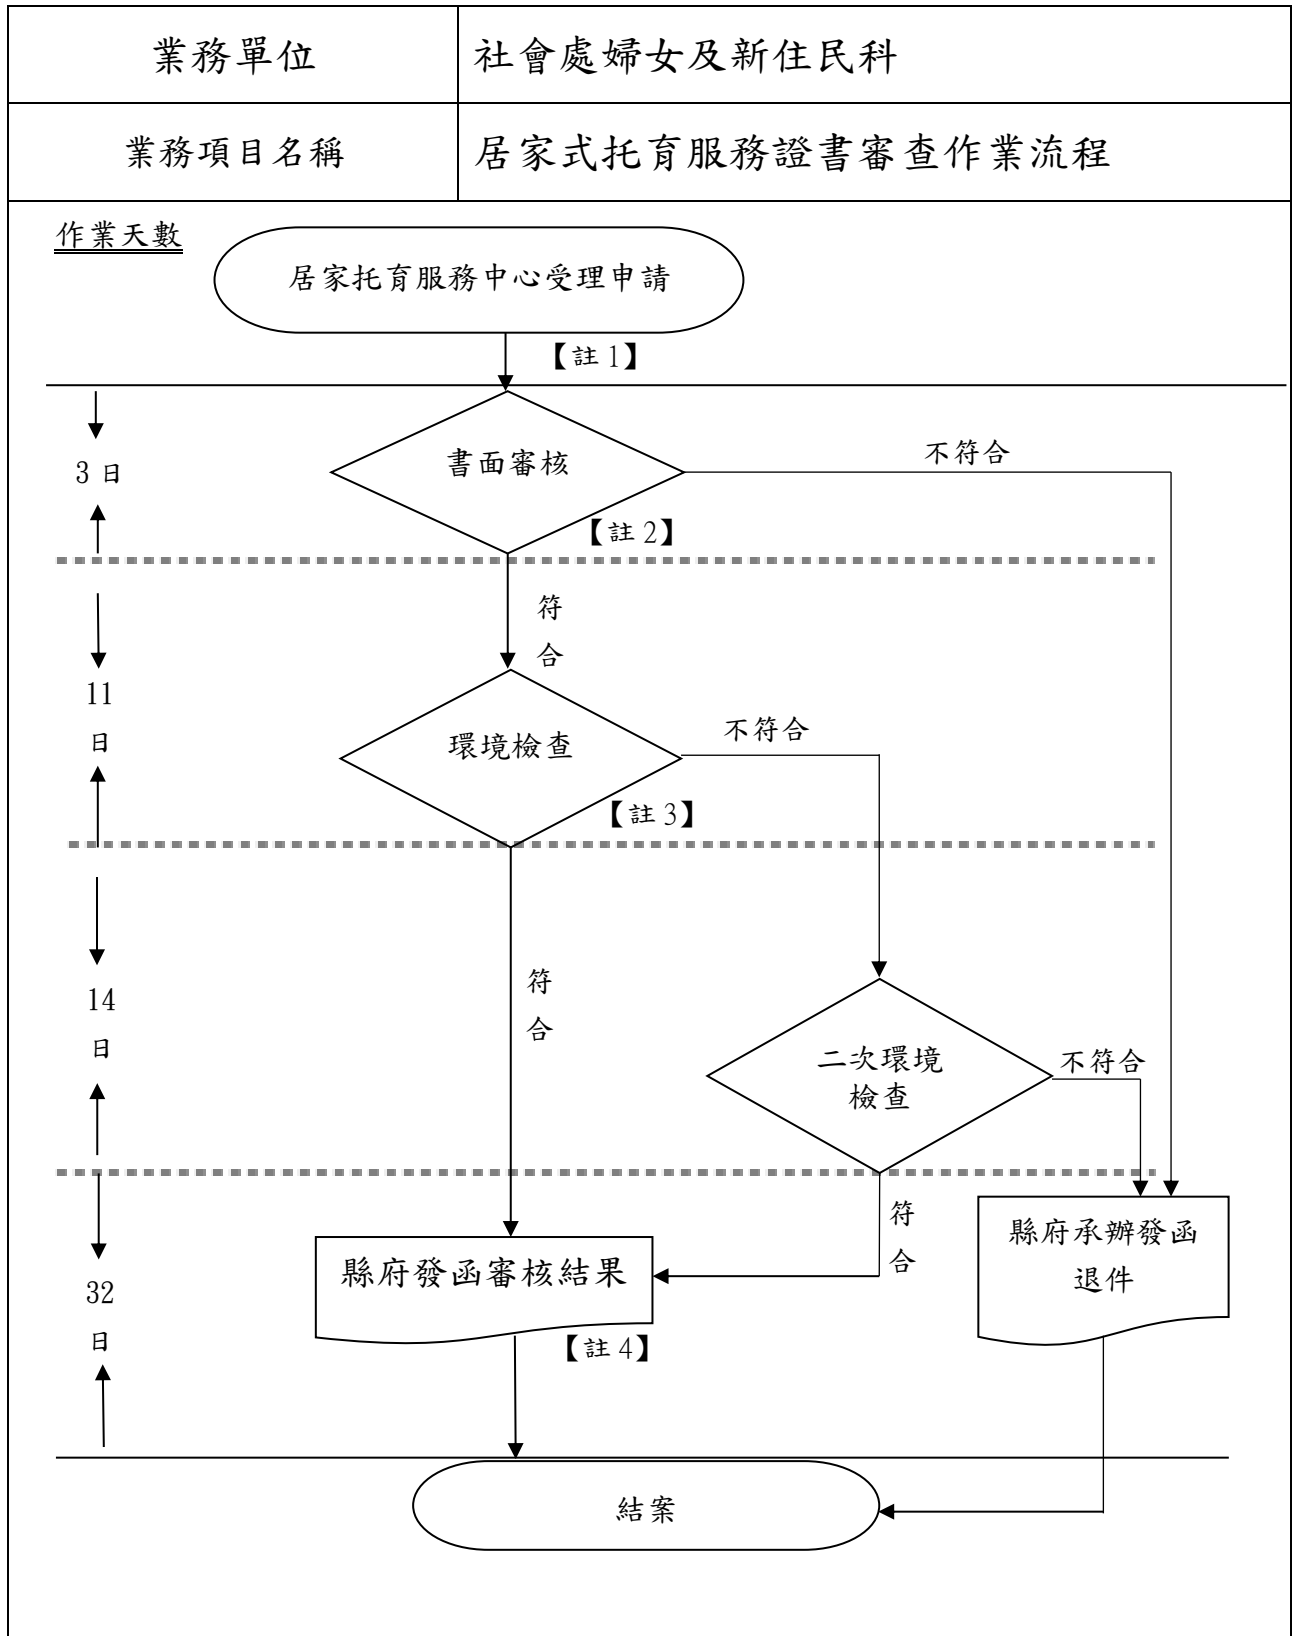 業務單位
社會處婦女及新住民科
業務項目名稱
居家式托育服務證書審查作業流程
作業天數
居家托育服務中心受理申請
【註1】
3日
書面審核
不符合
【註2】
符
合
11
日
環境檢查
不符合
【註3】
14
日
符
合
二次環境
檢查
不符合
符
合
32
日
縣府發函審核結果
縣府承辦發函
退件
【註4】
結案